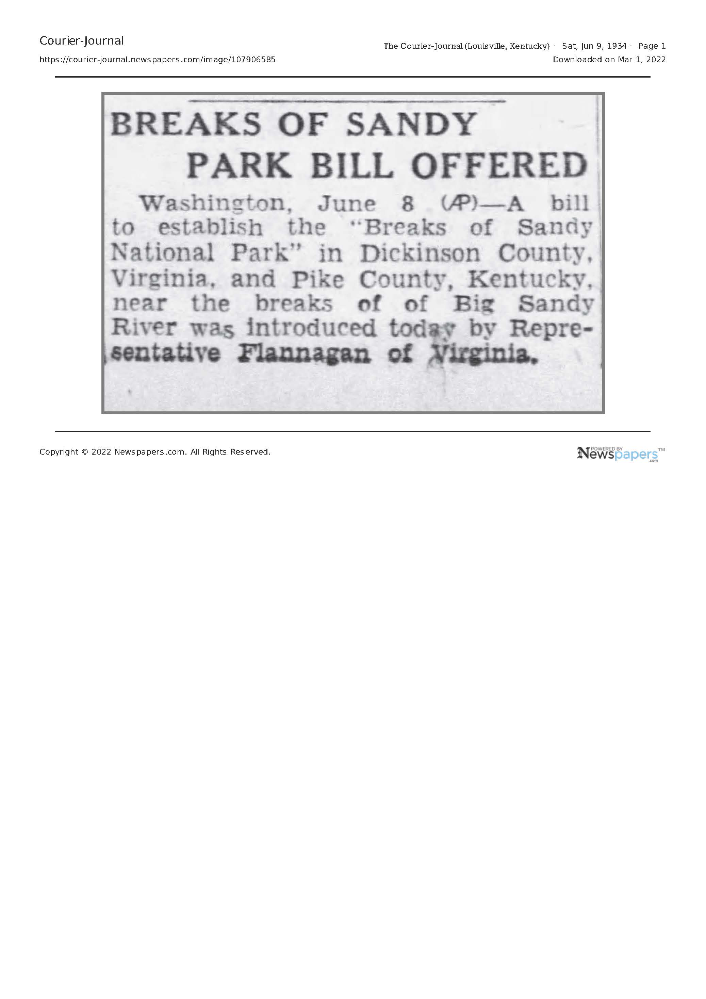 Courier-Journal
The Courier-Journal (Louisville, Kentucky) · Sat, Jun 9, 1934 · Page 1
https://courier-journal.newspapers.com/image/107906585
Downloaded on Mar 1, 2022
BREAKS OF SANDY
PARK BILL OFFERED
Washington, June 8 (AP)—A bill
to establish the “Breaks of Sandy
National Park” in Dickinson County,
Virginia, and Pike County, Kentucky,
near the breaks of of Big Sandy
River was introduced today by Repre-
sentative Flannagan of Virginia.
Copyright © 2022 Newspapers.com. All Rights Reserved.
POWERED BY
Newspapers™
.com